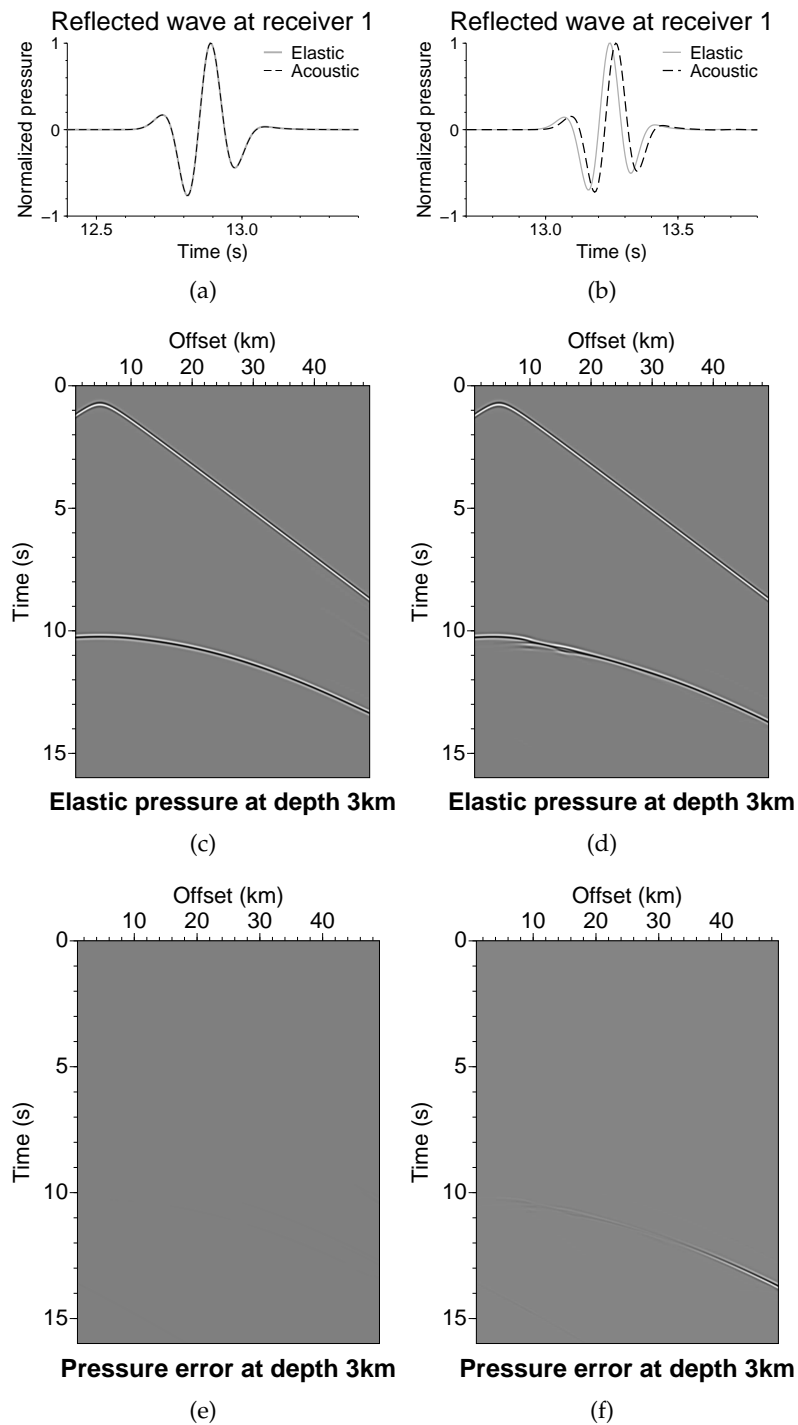 Reflected wave at receiver 1
Normalized pressure
1
0
−1
Elastic
Acoustic
12.5 13.0
Time (s)
(a)
Reflected wave at receiver 1
Normalized pressure
1
0
−1
Elastic
Acoustic
13.0 13.5
Time (s)
(b)
Offset (km)
10 20 30 40
Time (s)
0
5
10
15
Elastic pressure at depth 3km
(c)
Offset (km)
10 20 30 40
Time (s)
0
5
10
15
Elastic pressure at depth 3km
(d)
Offset (km)
10 20 30 40
Time (s)
0
5
10
15
Pressure error at depth 3km
(e)
Offset (km)
10 20 30 40
Time (s)
0
5
10
15
Pressure error at depth 3km
(f)